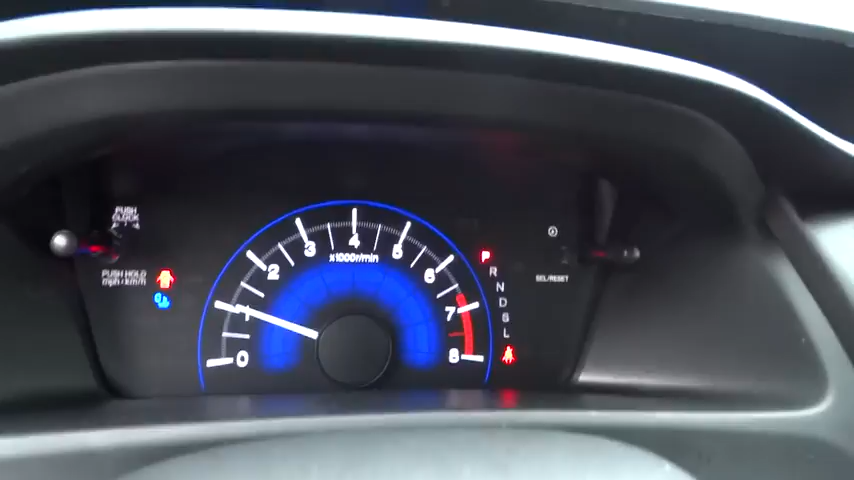 PUSH
CLOCK
PUSH HOLD
mph/km/h
0
1
2
3
4
5
6
7
8
x1000r/min
P
R
N
D
S
L
SEL/RESET